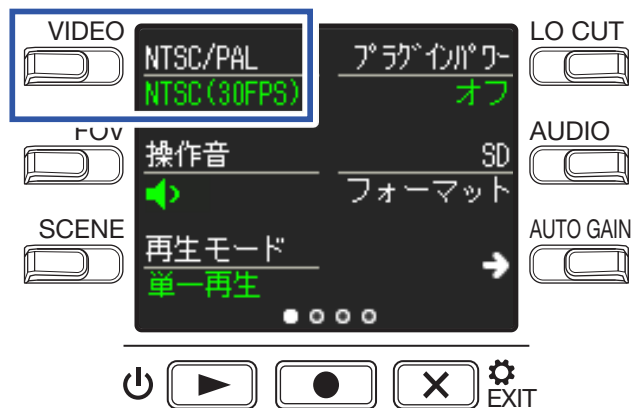 VIDEO
LO CUT
NTSC/PAL
プラグインパワー
NTSC(30FPS)
オフ
FOV
AUDIO
操作音
SD
フォーマット
SCENE
AUTO GAIN
再生モード
単一再生
EXIT